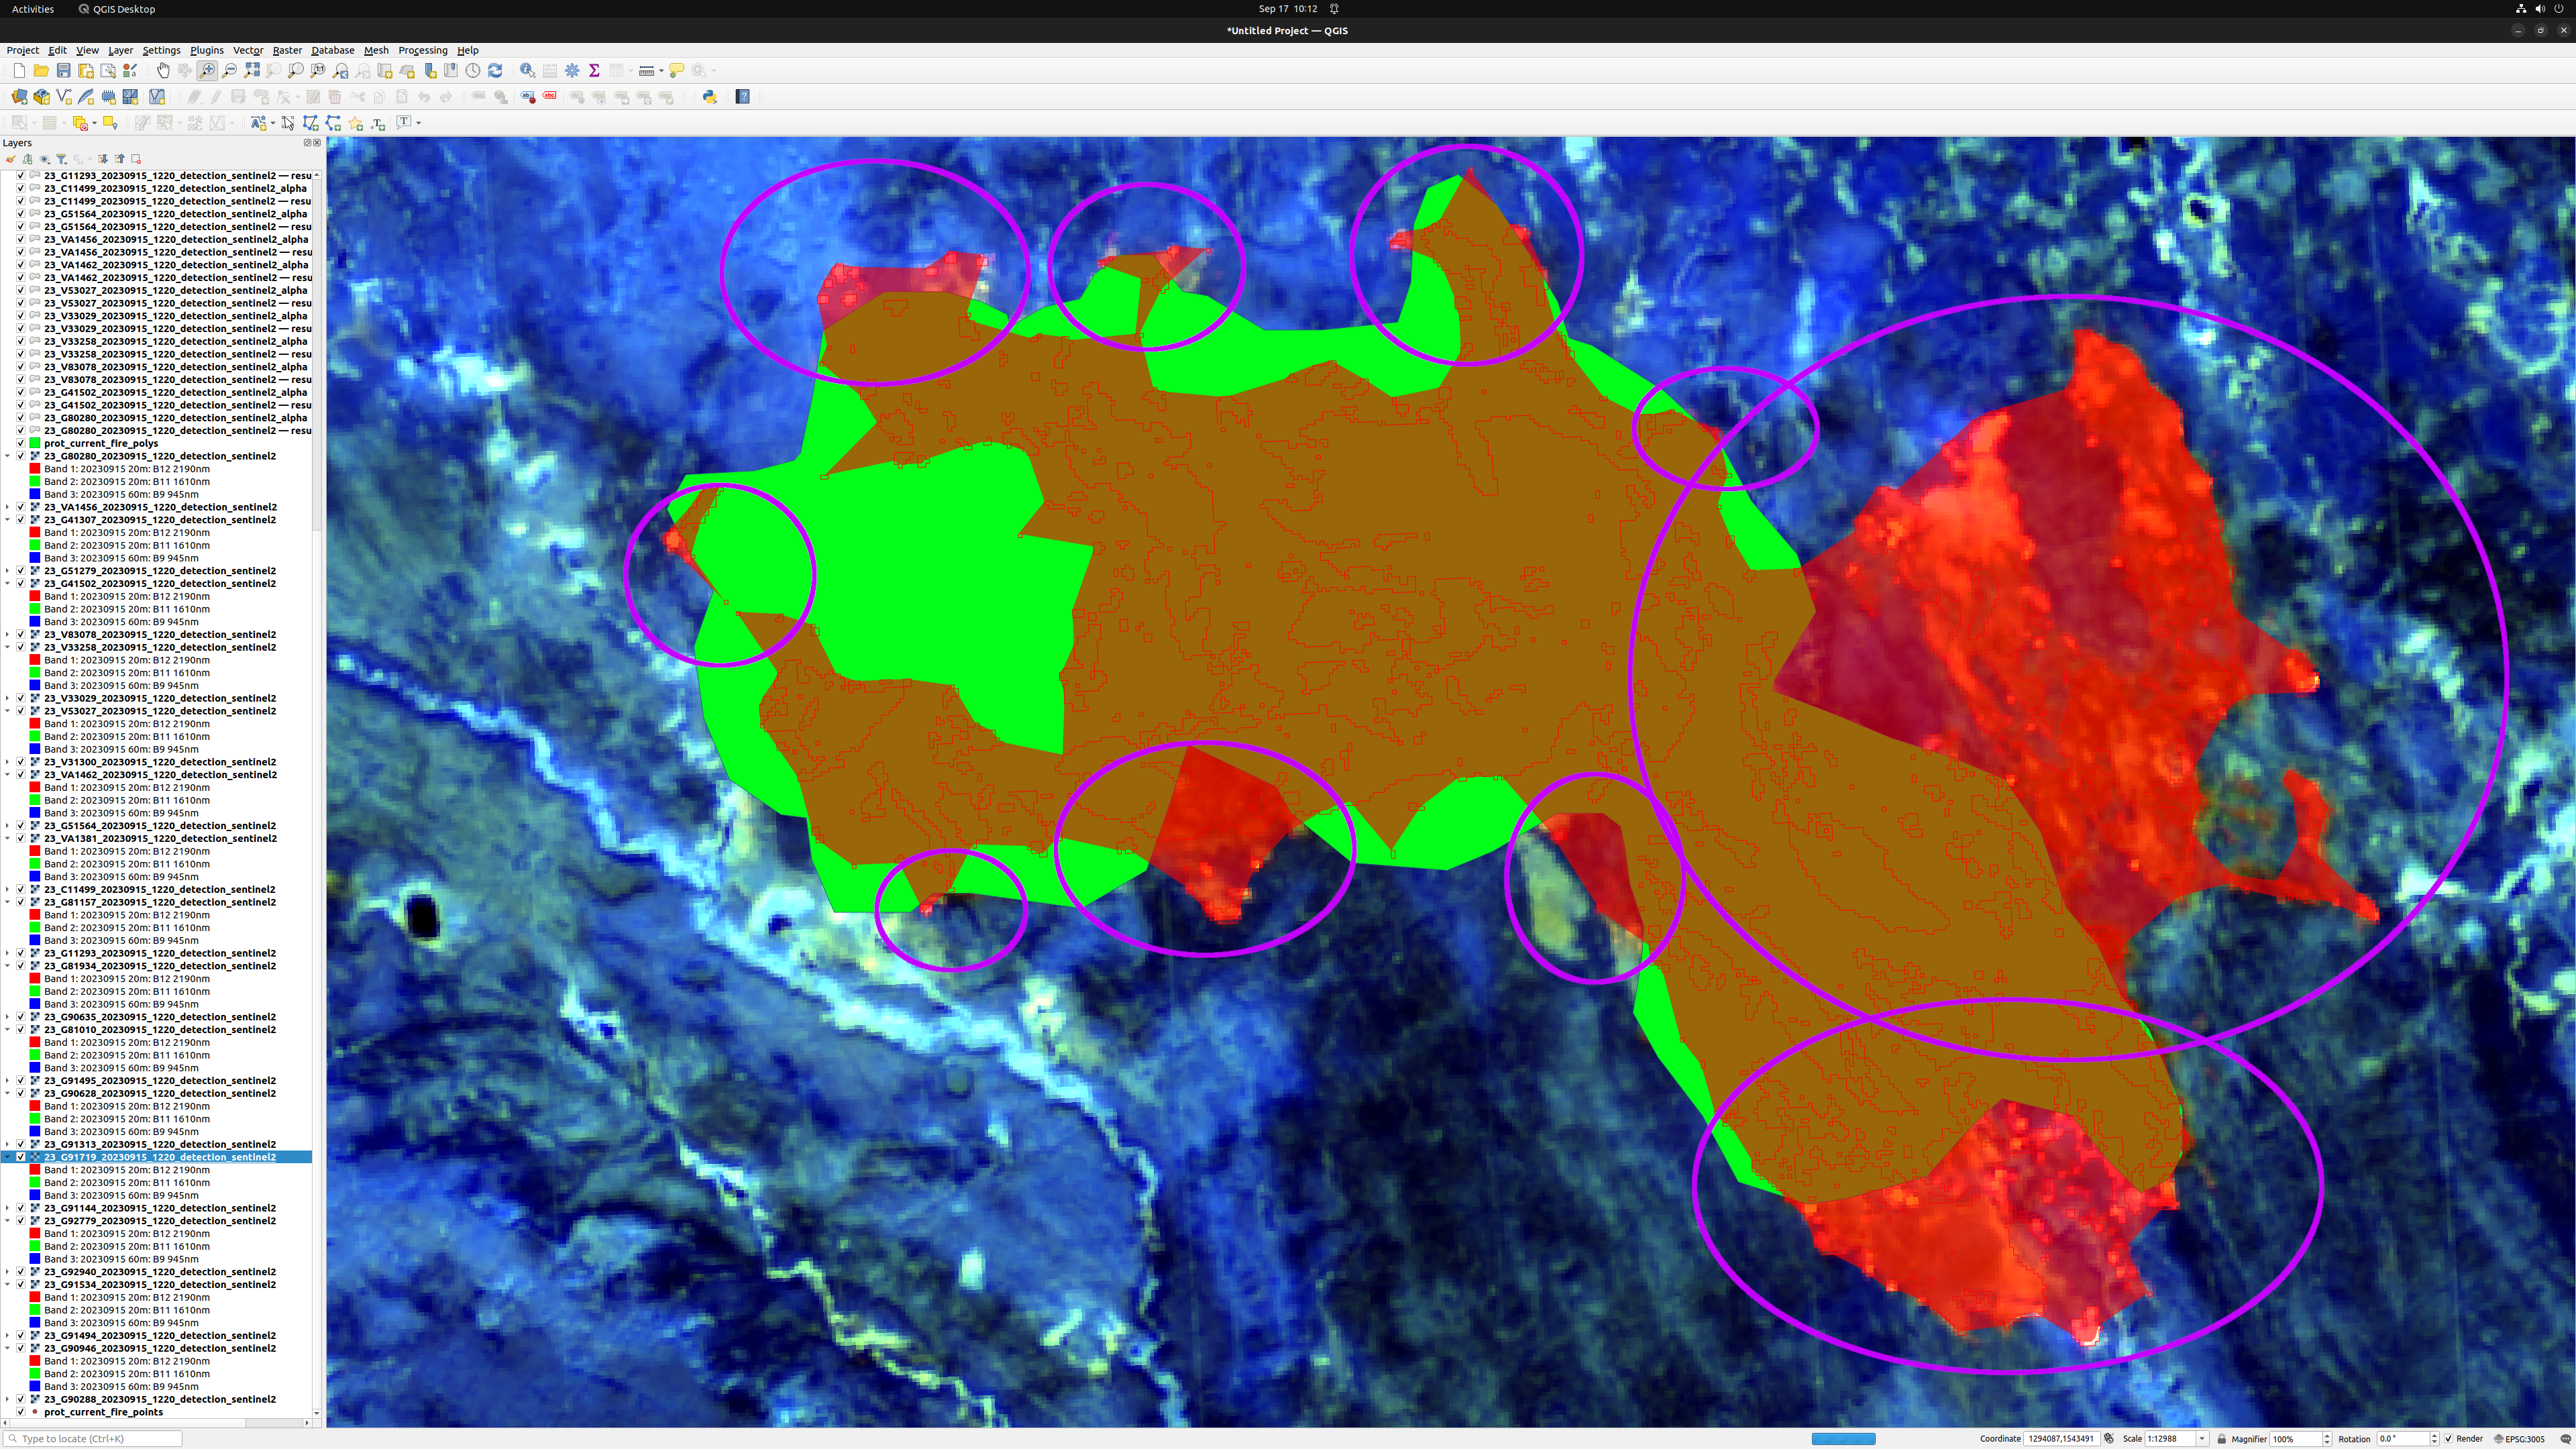 Activities QGIS Desktop Sep 17 10:12
*Untitled Project — QGIS
Project Edit View Layer Settings Plugins Vector Raster Database Mesh Processing Help
Layers
23_G11293_20230915_1220_detection_sentinel2 — resu
23_C11499_20230915_1220_detection_sentinel2_alpha
23_C11499_20230915_1220_detection_sentinel2 — resu
23_G51564_20230915_1220_detection_sentinel2_alpha
23_G51564_20230915_1220_detection_sentinel2 — resu
23_VA1456_20230915_1220_detection_sentinel2_alpha
23_VA1456_20230915_1220_detection_sentinel2 — resu
23_VA1462_20230915_1220_detection_sentinel2_alpha
23_VA1462_20230915_1220_detection_sentinel2 — resu
23_V53027_20230915_1220_detection_sentinel2_alpha
23_V53027_20230915_1220_detection_sentinel2 — resu
23_V33029_20230915_1220_detection_sentinel2_alpha
23_V33029_20230915_1220_detection_sentinel2 — resu
23_V33258_20230915_1220_detection_sentinel2_alpha
23_V33258_20230915_1220_detection_sentinel2 — resu
23_V83078_20230915_1220_detection_sentinel2_alpha
23_V83078_20230915_1220_detection_sentinel2 — resu
23_G41502_20230915_1220_detection_sentinel2_alpha
23_G41502_20230915_1220_detection_sentinel2 — resu
23_G80280_20230915_1220_detection_sentinel2_alpha
23_G80280_20230915_1220_detection_sentinel2 — resu
prot_current_fire_polys
23_G80280_20230915_1220_detection_sentinel2
Band 1: 20230915 20m: B12 2190nm
Band 2: 20230915 20m: B11 1610nm
Band 3: 20230915 60m: B9 945nm
23_VA1456_20230915_1220_detection_sentinel2
23_G41307_20230915_1220_detection_sentinel2
Band 1: 20230915 20m: B12 2190nm
Band 2: 20230915 20m: B11 1610nm
Band 3: 20230915 60m: B9 945nm
23_G51279_20230915_1220_detection_sentinel2
23_G41502_20230915_1220_detection_sentinel2
Band 1: 20230915 20m: B12 2190nm
Band 2: 20230915 20m: B11 1610nm
Band 3: 20230915 60m: B9 945nm
23_V83078_20230915_1220_detection_sentinel2
23_V33258_20230915_1220_detection_sentinel2
Band 1: 20230915 20m: B12 2190nm
Band 2: 20230915 20m: B11 1610nm
Band 3: 20230915 60m: B9 945nm
23_V33029_20230915_1220_detection_sentinel2
23_V53027_20230915_1220_detection_sentinel2
Band 1: 20230915 20m: B12 2190nm
Band 2: 20230915 20m: B11 1610nm
Band 3: 20230915 60m: B9 945nm
23_V31300_20230915_1220_detection_sentinel2
23_VA1462_20230915_1220_detection_sentinel2
Band 1: 20230915 20m: B12 2190nm
Band 2: 20230915 20m: B11 1610nm
Band 3: 20230915 60m: B9 945nm
23_G51564_20230915_1220_detection_sentinel2
23_VA1381_20230915_1220_detection_sentinel2
Band 1: 20230915 20m: B12 2190nm
Band 2: 20230915 20m: B11 1610nm
Band 3: 20230915 60m: B9 945nm
23_C11499_20230915_1220_detection_sentinel2
23_G81157_20230915_1220_detection_sentinel2
Band 1: 20230915 20m: B12 2190nm
Band 2: 20230915 20m: B11 1610nm
Band 3: 20230915 60m: B9 945nm
23_G11293_20230915_1220_detection_sentinel2
23_G81934_20230915_1220_detection_sentinel2
Band 1: 20230915 20m: B12 2190nm
Band 2: 20230915 20m: B11 1610nm
Band 3: 20230915 60m: B9 945nm
23_G90635_20230915_1220_detection_sentinel2
23_G81010_20230915_1220_detection_sentinel2
Band 1: 20230915 20m: B12 2190nm
Band 2: 20230915 20m: B11 1610nm
Band 3: 20230915 60m: B9 945nm
23_G91495_20230915_1220_detection_sentinel2
23_G90628_20230915_1220_detection_sentinel2
Band 1: 20230915 20m: B12 2190nm
Band 2: 20230915 20m: B11 1610nm
Band 3: 20230915 60m: B9 945nm
23_G91313_20230915_1220_detection_sentinel2
23_G91719_20230915_1220_detection_sentinel2
Band 1: 20230915 20m: B12 2190nm
Band 2: 20230915 20m: B11 1610nm
Band 3: 20230915 60m: B9 945nm
23_G91144_20230915_1220_detection_sentinel2
23_G92779_20230915_1220_detection_sentinel2
Band 1: 20230915 20m: B12 2190nm
Band 2: 20230915 20m: B11 1610nm
Band 3: 20230915 60m: B9 945nm
23_G92940_20230915_1220_detection_sentinel2
23_G91534_20230915_1220_detection_sentinel2
Band 1: 20230915 20m: B12 2190nm
Band 2: 20230915 20m: B11 1610nm
Band 3: 20230915 60m: B9 945nm
23_G91494_20230915_1220_detection_sentinel2
23_G90946_20230915_1220_detection_sentinel2
Band 1: 20230915 20m: B12 2190nm
Band 2: 20230915 20m: B11 1610nm
Band 3: 20230915 60m: B9 945nm
23_G90288_20230915_1220_detection_sentinel2
prot_current_fire_points
Type to locate (Ctrl+K) Coordinate 1294087,1543491 Scale 1:12988 Magnifier 100% Rotation 0.0° Render EPSG:3005